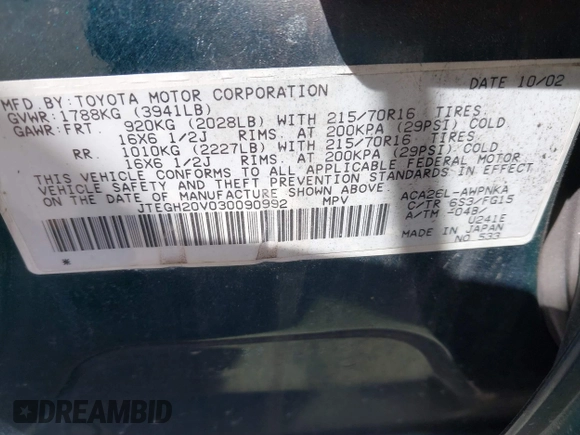 MFD.BY:TOYOTA MOTOR CORPORATION DATE 10/02
GVWR:1788KG (3941LB)
GAWR:FRT. 920KG (2028LB) WITH 215/70R16 TIRES
16X6 1/2J RIMS. AT 200KPA (29PSI) COLD
RR. 1010KG (2227LB) WITH 215/70R16 TIRES
16X6 1/2J RIMS. AT 200KPA (29PSI) COLD
THIS VEHICLE CONFORMS TO ALL APPLICABLE FEDERAL MOTOR
VEHICLE SAFETY AND THEFT PREVENTION STANDARDS IN EFFECT
ON THE DATE OF MANUFACTURE SHOWN ABOVE.
JTEGH20V030090992 MPV
ACA2EL-AWPNKA
C/TR 6S3/FG15
A/TM -04B/
U241E
MADE IN JAPAN
NO.533
DREAMBID